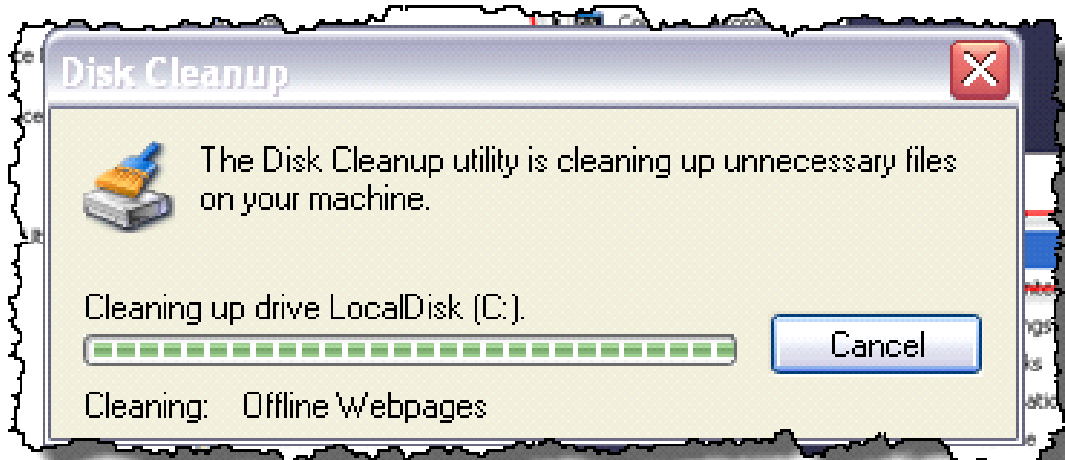 Disk Cleanup
The Disk Cleanup utility is cleaning up unnecessary files
on your machine.
Cleaning up drive LocalDisk (C:).
Cancel
Cleaning: Offline Webpages